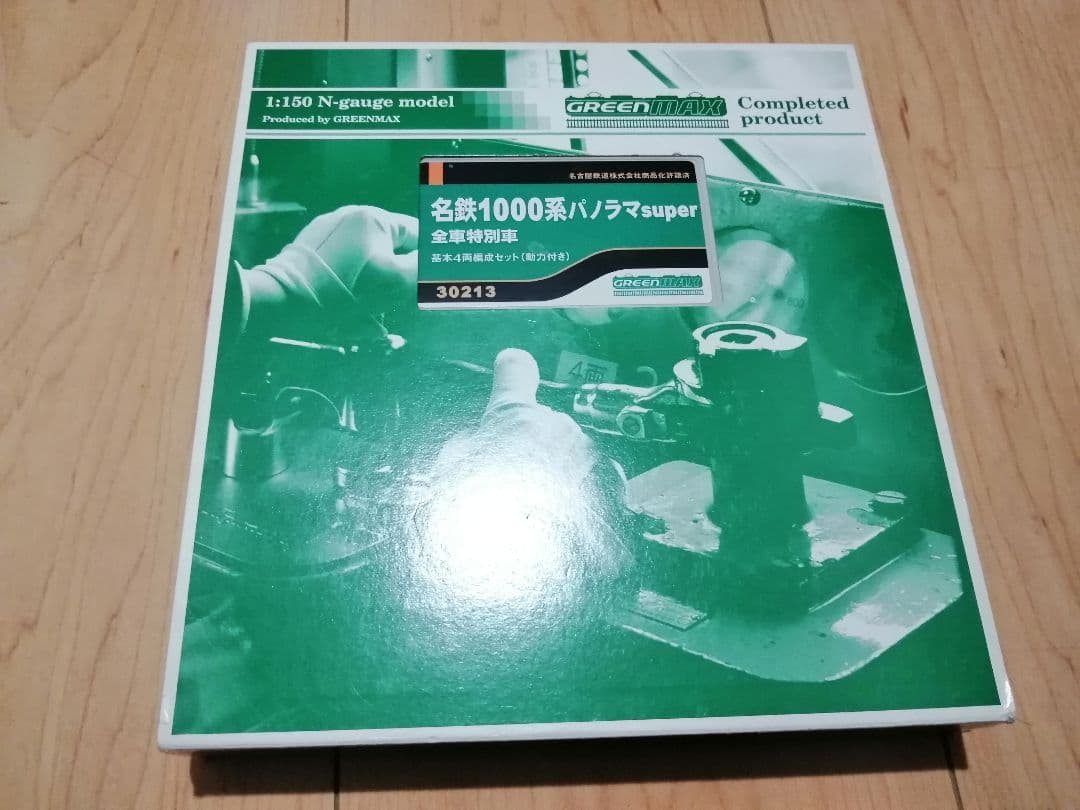 1:150 N-gauge model
Produced by GREENMAX
GREENMAX
Completed
product
名古屋鉄道株式会社商品化許諾済
名鉄1000系パノラマsuper
全車特別車
基本4両編成セット(動力付き)
30213
GREENMAX
4両